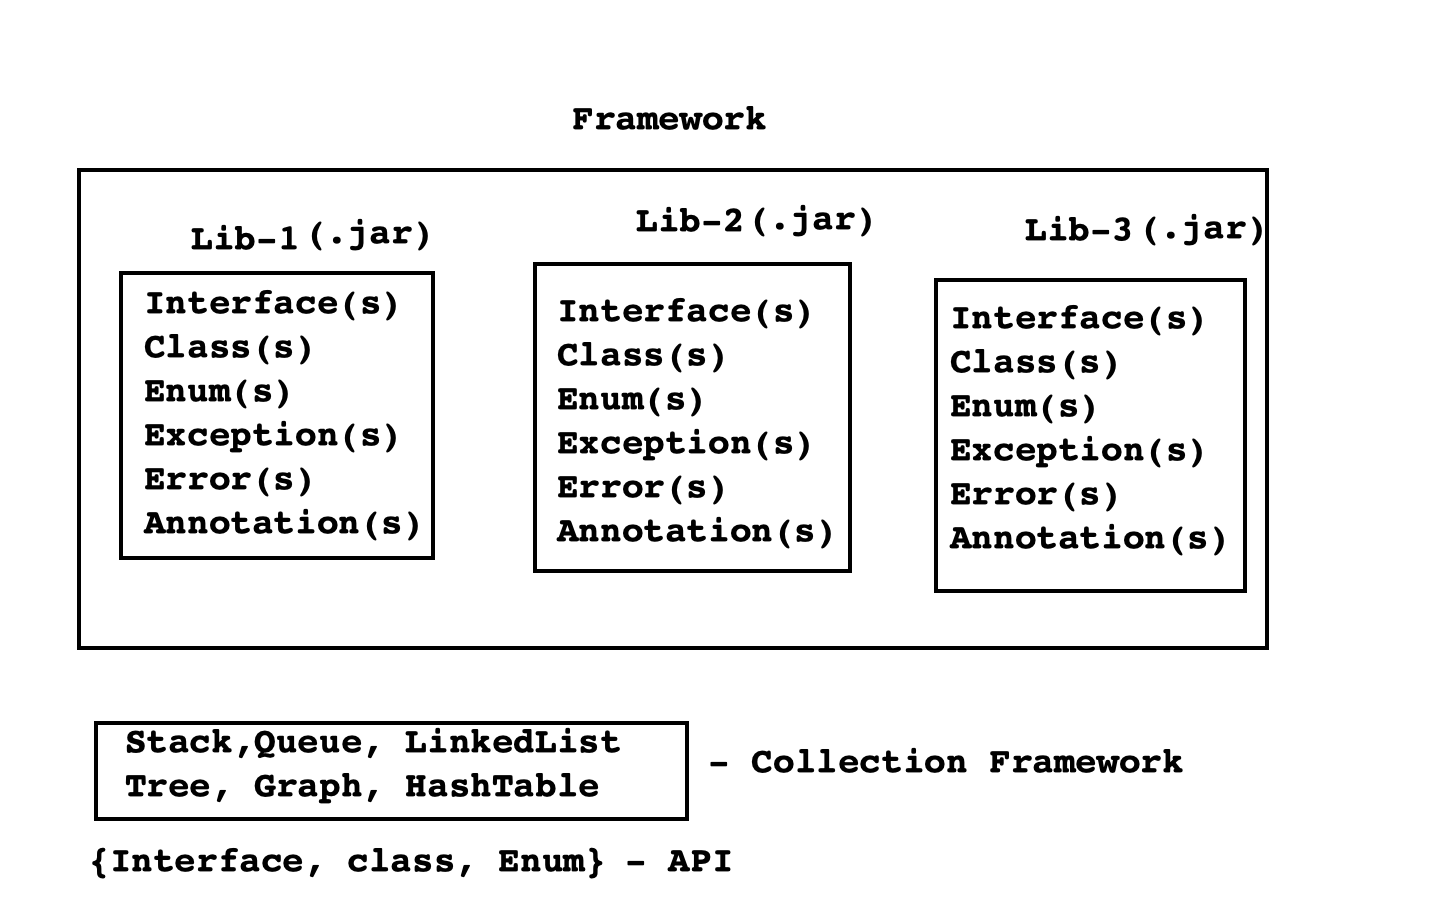 Framework
Lib-1 (.jar)
Interface(s)
Class(s)
Enum(s)
Exception(s)
Error(s)
Annotation(s)
Lib-2 (.jar)
Interface(s)
Class(s)
Enum(s)
Exception(s)
Error(s)
Annotation(s)
Lib-3 (.jar)
Interface(s)
Class(s)
Enum(s)
Exception(s)
Error(s)
Annotation(s)
Stack,Queue, LinkedList
Tree, Graph, HashTable
- Collection Framework
{Interface, class, Enum} - API